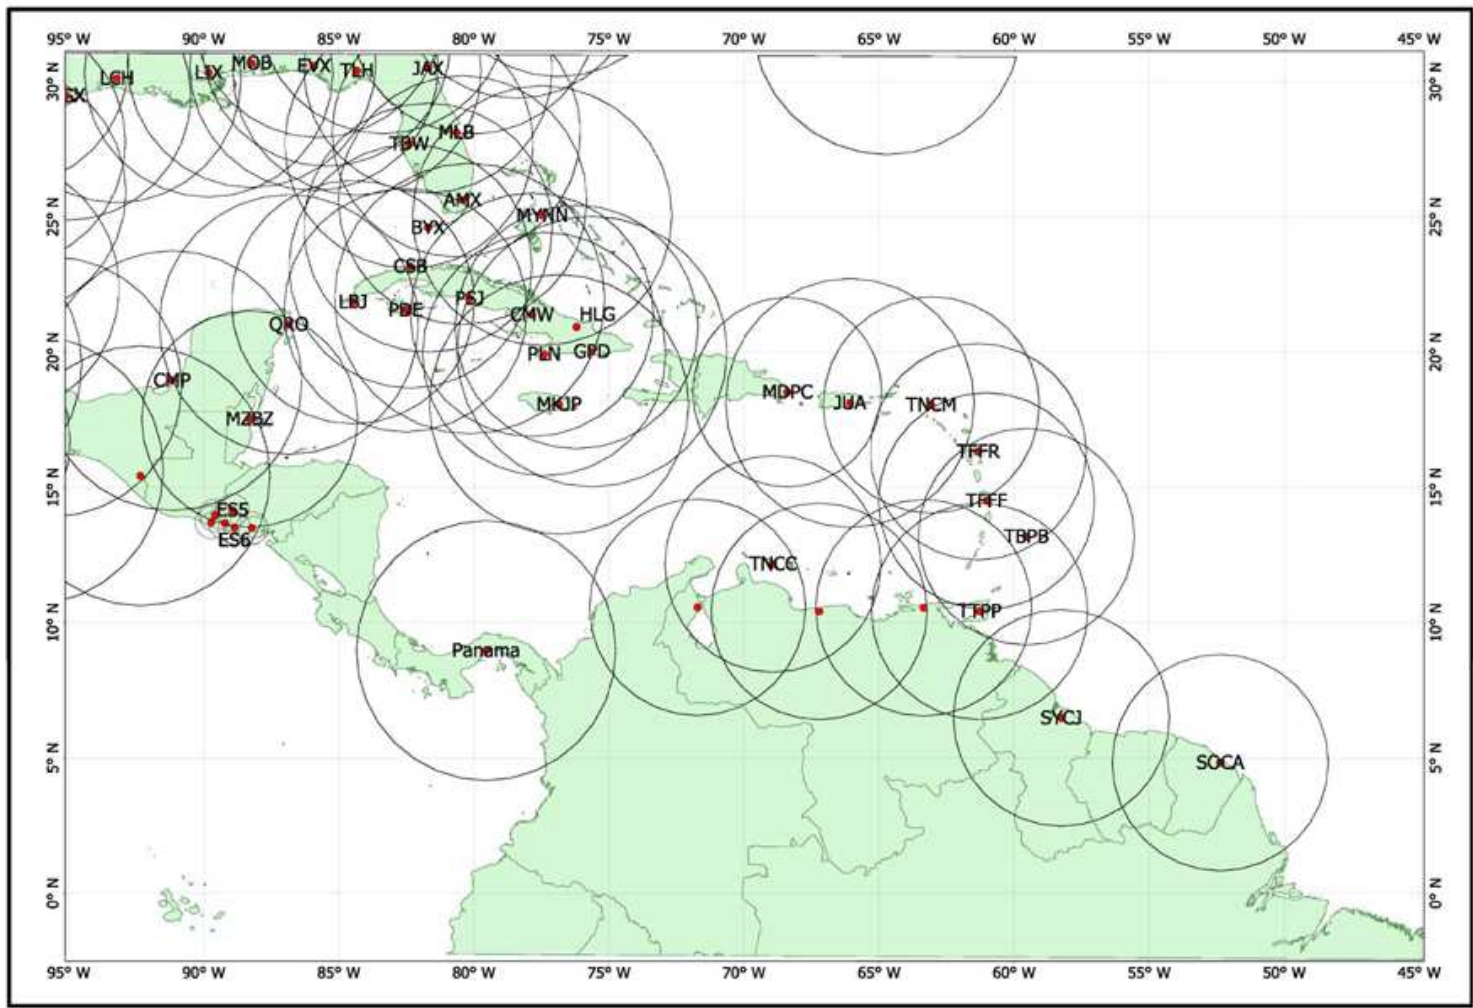 95° W 90° W 85° W 80° W 75° W 70° W 65° W 60° W 55° W 50° W 45° W
30° N 30° N
LCH LIX MOB EVX TLH JAX
MLB
TBW
25° N 25° N
AMX
MYNN
BYX
CSB
LBJ PDE PSJ
CMW HLG
QRO
20° N 20° N
PLN GPD
CMP
MKJP
MDPC JUA TNCM
MZBZ
TFFR
15° N 15° N
TFFF
ES5
ES6
TBPB
TNCC
10° N 10° N
TTPP
Panama
SYCJ
5° N 5° N
SOCA
0° N 0° N
95° W 90° W 85° W 80° W 75° W 70° W 65° W 60° W 55° W 50° W 45° W